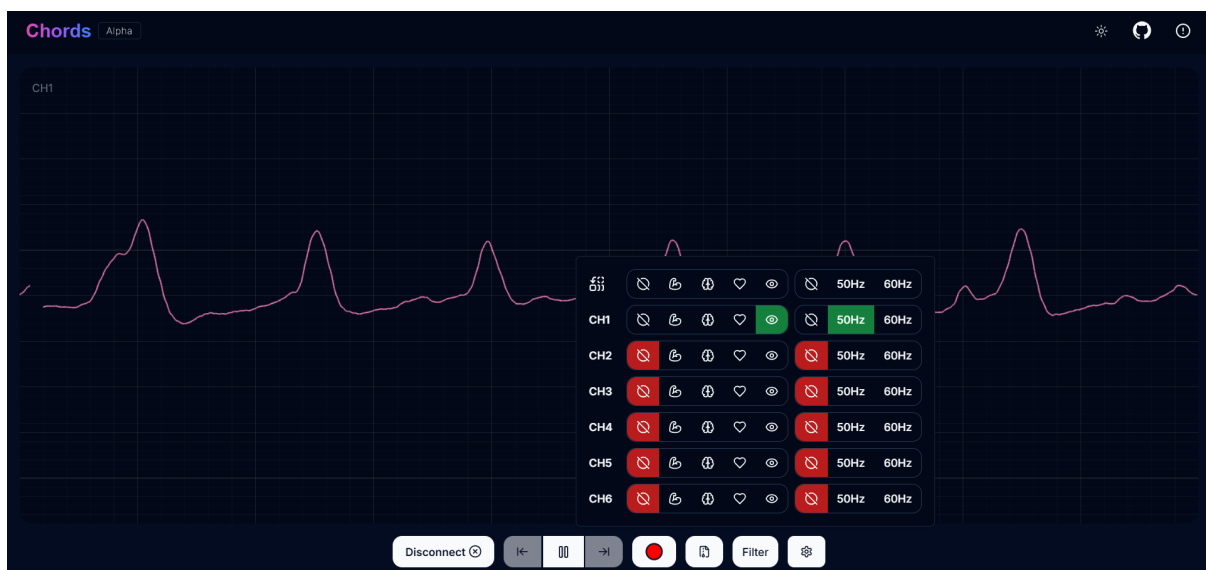 Chords Alpha
CH1
50Hz 60Hz
CH1 50Hz 60Hz
CH2 50Hz 60Hz
CH3 50Hz 60Hz
CH4 50Hz 60Hz
CH5 50Hz 60Hz
CH6 50Hz 60Hz
Disconnect Filter